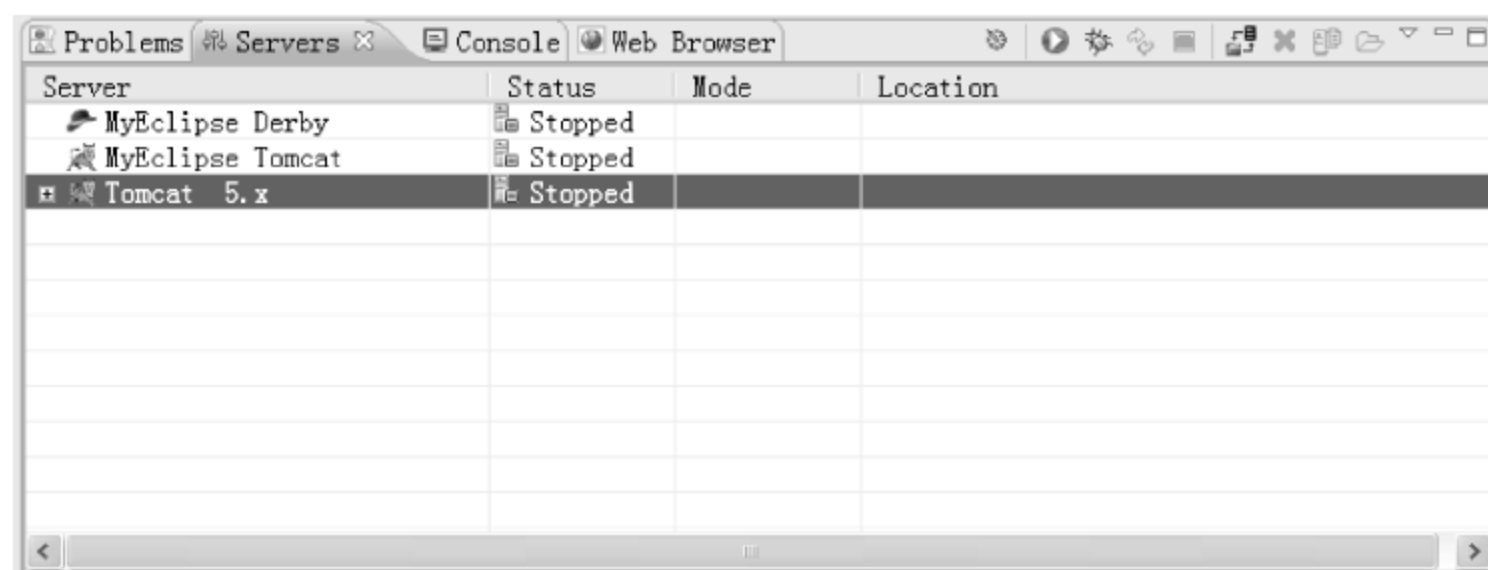 Problems Servers Console Web Browser
Server Status Mode Location
MyEclipse Derby Stopped
MyEclipse Tomcat Stopped
Tomcat 5.x Stopped